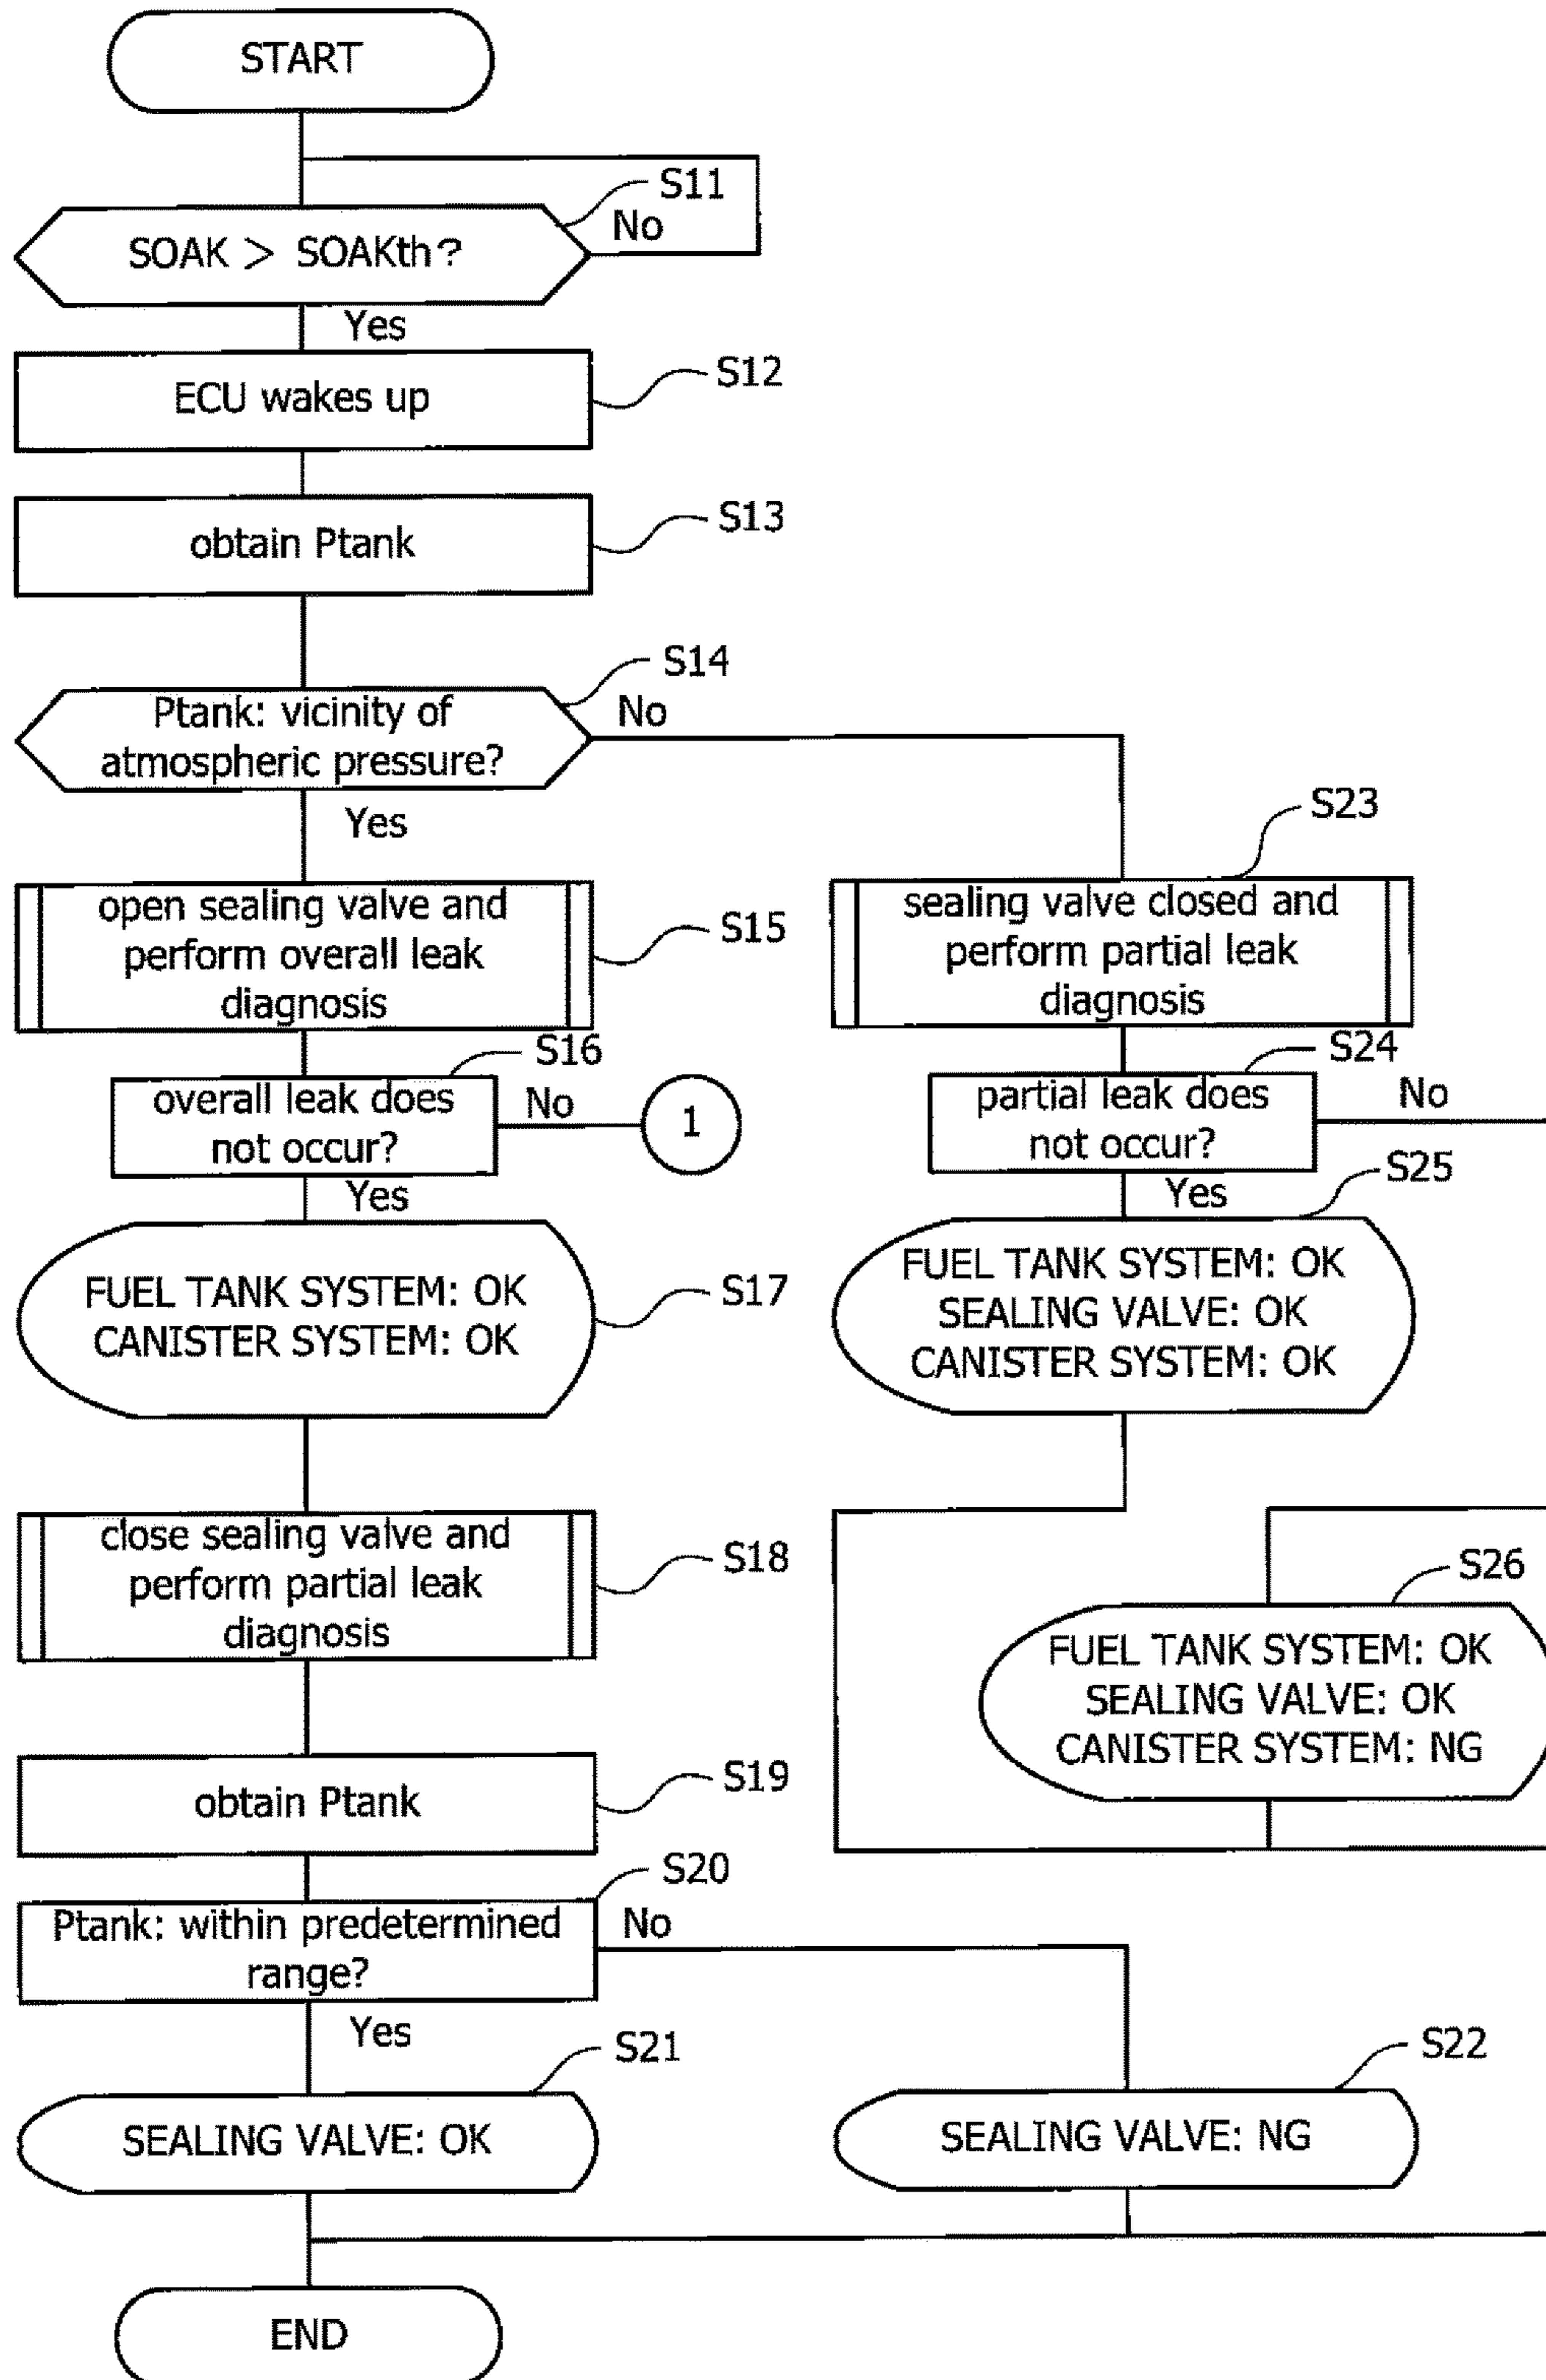 START
S11
No
SOAK > SOAKth?
Yes
S12
ECU wakes up
S13
obtain Ptank
S14
Ptank: vicinity of
atmospheric pressure?
No
Yes
S15
open sealing valve and
perform overall leak
diagnosis
S16
overall leak does
not occur?
No
1
Yes
S17
FUEL TANK SYSTEM: OK
CANISTER SYSTEM: OK
S18
close sealing valve and
perform partial leak
diagnosis
S19
obtain Ptank
S20
Ptank: within predetermined
range?
No
Yes
S21
SEALING VALVE: OK
S22
SEALING VALVE: NG
S23
sealing valve closed and
perform partial leak
diagnosis
S24
partial leak does
not occur?
No
Yes
S25
FUEL TANK SYSTEM: OK
SEALING VALVE: OK
CANISTER SYSTEM: OK
S26
FUEL TANK SYSTEM: OK
SEALING VALVE: OK
CANISTER SYSTEM: NG
END